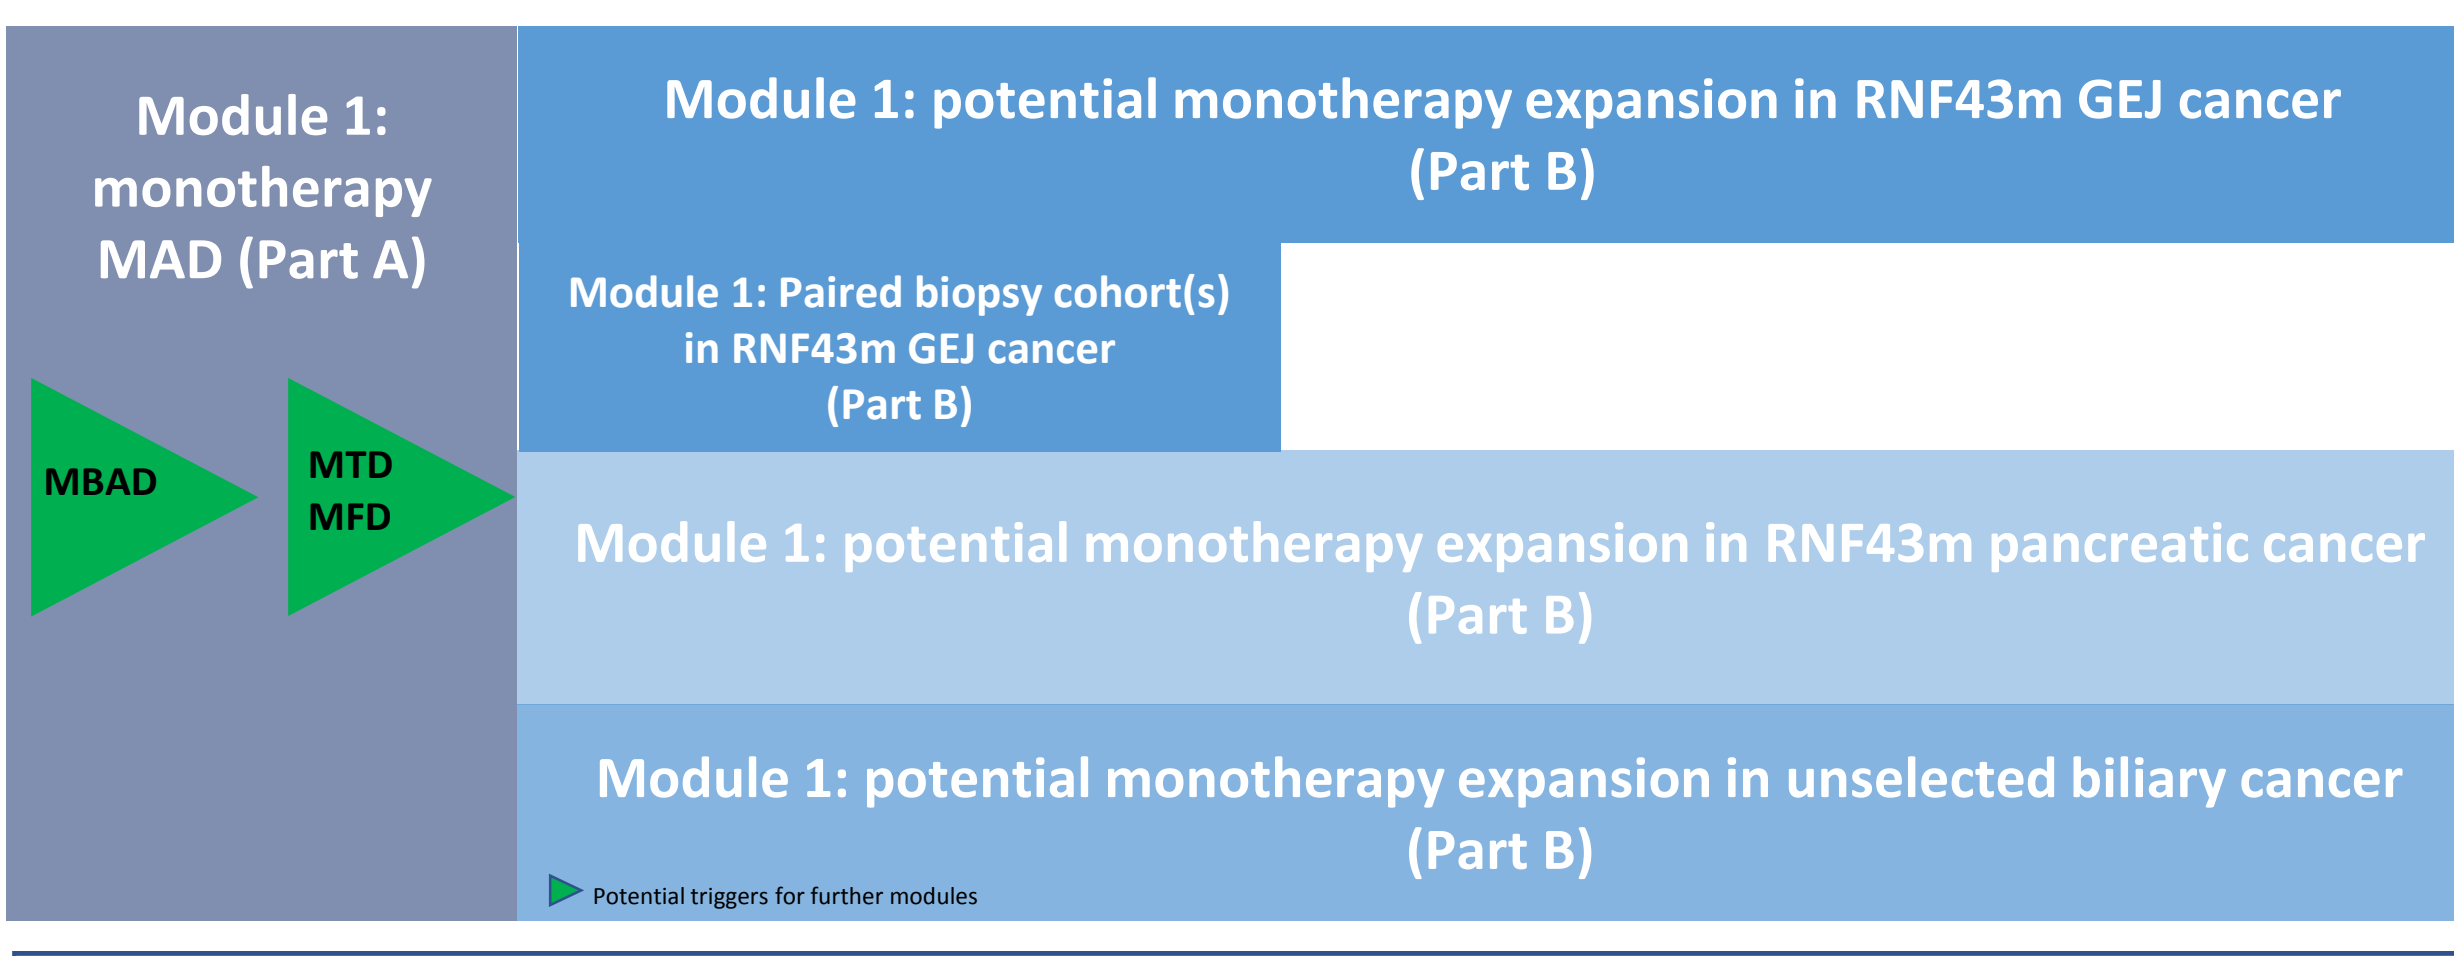 Module 1:
monotherapy
MAD (Part A)
MBAD
MTD
MFD
Module 1: potential monotherapy expansion in RNF43m GEJ cancer
(Part B)
Module 1: Paired biopsy cohort(s)
in RNF43m GEJ cancer
(Part B)
Module 1: potential monotherapy expansion in RNF43m pancreatic cancer
(Part B)
Module 1: potential monotherapy expansion in unselected biliary cancer
(Part B)
Potential triggers for further modules